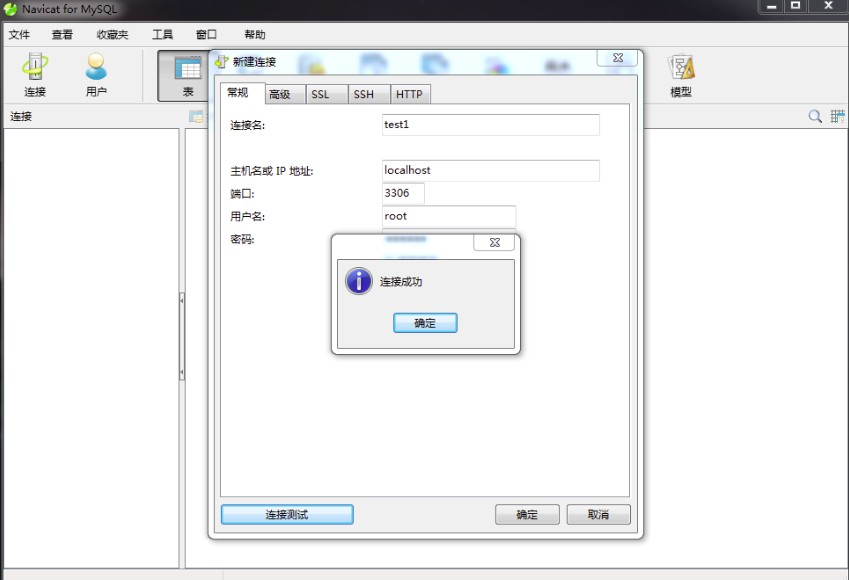 Navicat for MySQL
文件 查看 收藏夹 工具 窗口 帮助
连接 用户 表 模型
连接
新建连接
常规 高级 SSL SSH HTTP
连接名: test1
主机名或 IP 地址: localhost
端口: 3306
用户名: root
密码:
连接成功
确定
连接测试 确定 取消